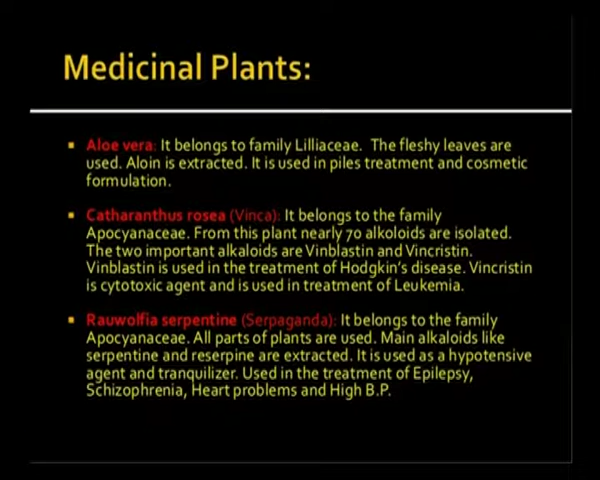 Medicinal Plants:
Aloe vera: It belongs to family Lilliaceae. The fleshy leaves are
used. Aloin is extracted. It is used in piles treatment and cosmetic
formulation.
Catharanthus rosea (Vinca): It belongs to the family
Apocyanaceae. From this plant nearly 70 alkoloids are isolated.
The two important alkaloids are Vinblastin and Vincristin.
Vinblastin is used in the treatment of Hodgkin's disease. Vincristin
is cytotoxic agent and is used in treatment of Leukemia.
Rauwolfia serpentine (Serpaganda): It belongs to the family
Apocyanaceae. All parts of plants are used. Main alkaloids like
serpentine and reserpine are extracted. It is used as a hypotensive
agent and tranquilizer. Used in the treatment of Epilepsy,
Schizophrenia, Heart problems and High B.P.